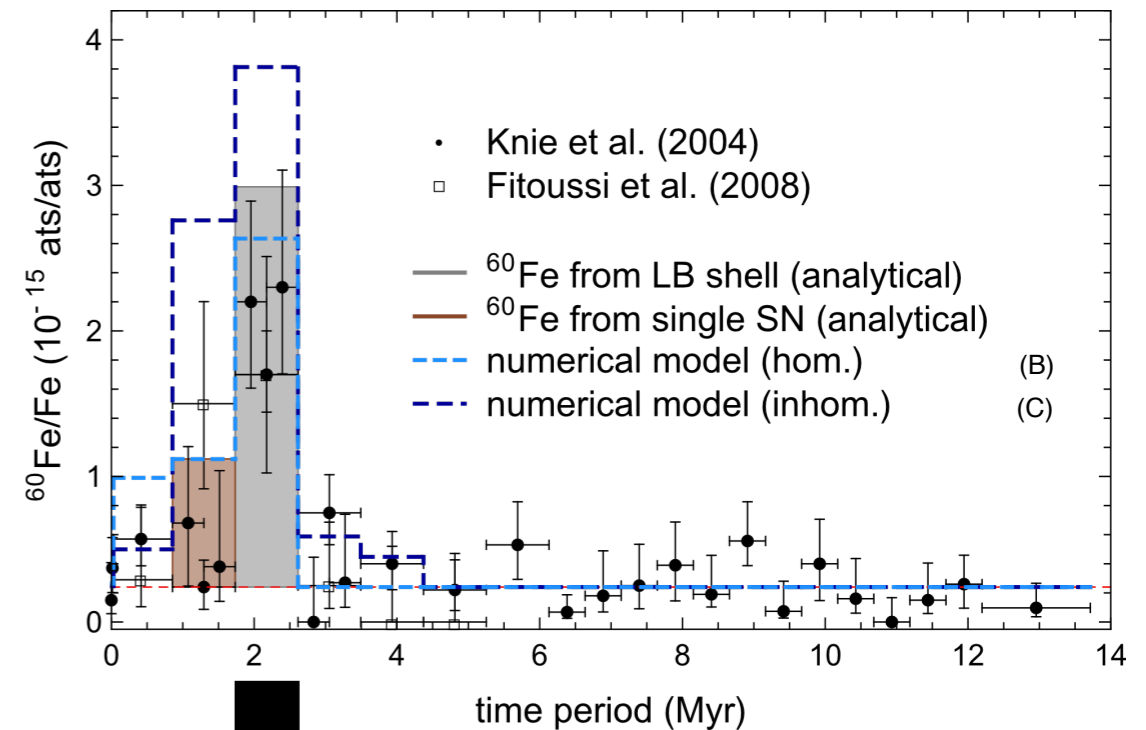 4
3
2
1
0
⁶⁰Fe/Fe (10⁻¹⁵ ats/ats)
Knie et al. (2004)
Fitoussi et al. (2008)
⁶⁰Fe from LB shell (analytical)
⁶⁰Fe from single SN (analytical)
numerical model (hom.) (B)
numerical model (inhom.) (C)
0 2 4 6 8 10 12 14
time period (Myr)